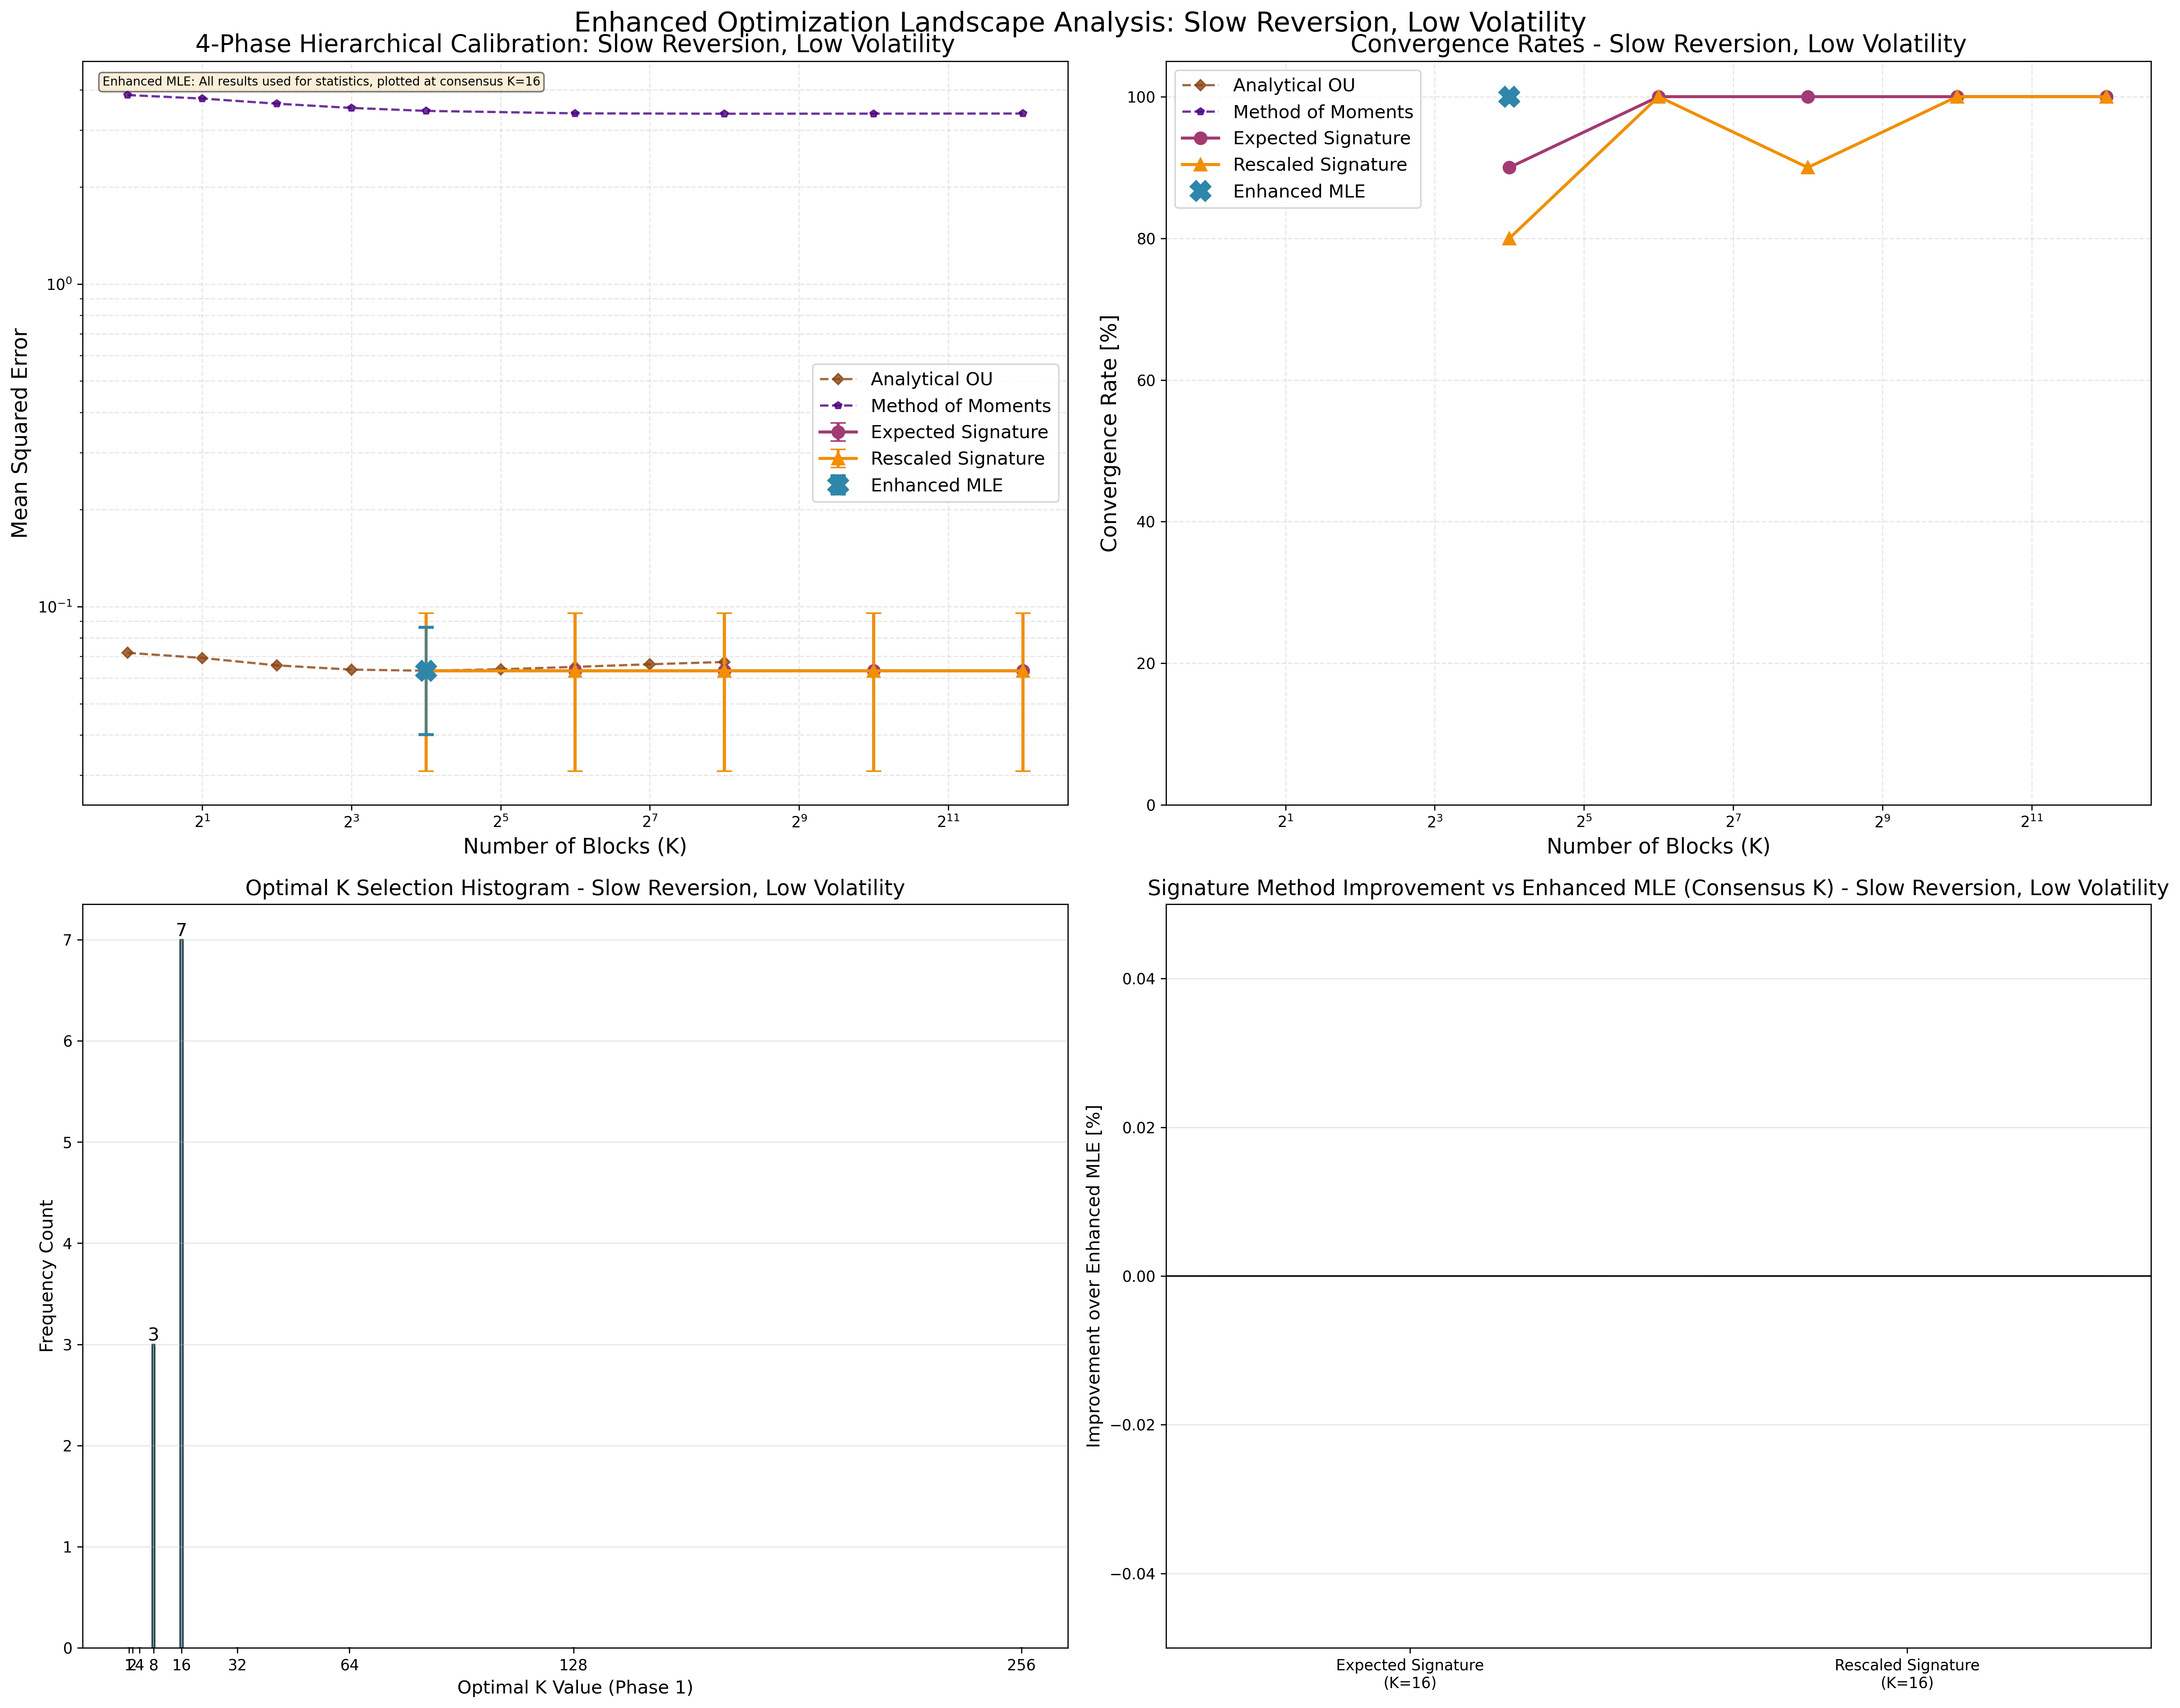 Enhanced Optimization Landscape Analysis: Slow Reversion, Low Volatility
4-Phase Hierarchical Calibration: Slow Reversion, Low Volatility
Enhanced MLE: All results used for statistics, plotted at consensus K=16
Mean Squared Error
10⁰
10⁻¹
Analytical OU
Method of Moments
Expected Signature
Rescaled Signature
Enhanced MLE
2¹ 2³ 2⁵ 2⁷ 2⁹ 2¹¹
Number of Blocks (K)
Convergence Rates - Slow Reversion, Low Volatility
Convergence Rate [%]
100
80
60
40
20
0
Analytical OU
Method of Moments
Expected Signature
Rescaled Signature
Enhanced MLE
2¹ 2³ 2⁵ 2⁷ 2⁹ 2¹¹
Number of Blocks (K)
Optimal K Selection Histogram - Slow Reversion, Low Volatility
Frequency Count
7
6
5
4
3
2
1
0
3
7
1 2 4 8 16 32 64 128 256
Optimal K Value (Phase 1)
Signature Method Improvement vs Enhanced MLE (Consensus K) - Slow Reversion, Low Volatility
Improvement over Enhanced MLE [%]
0.04
0.02
0.00
−0.02
−0.04
Expected Signature
(K=16)
Rescaled Signature
(K=16)